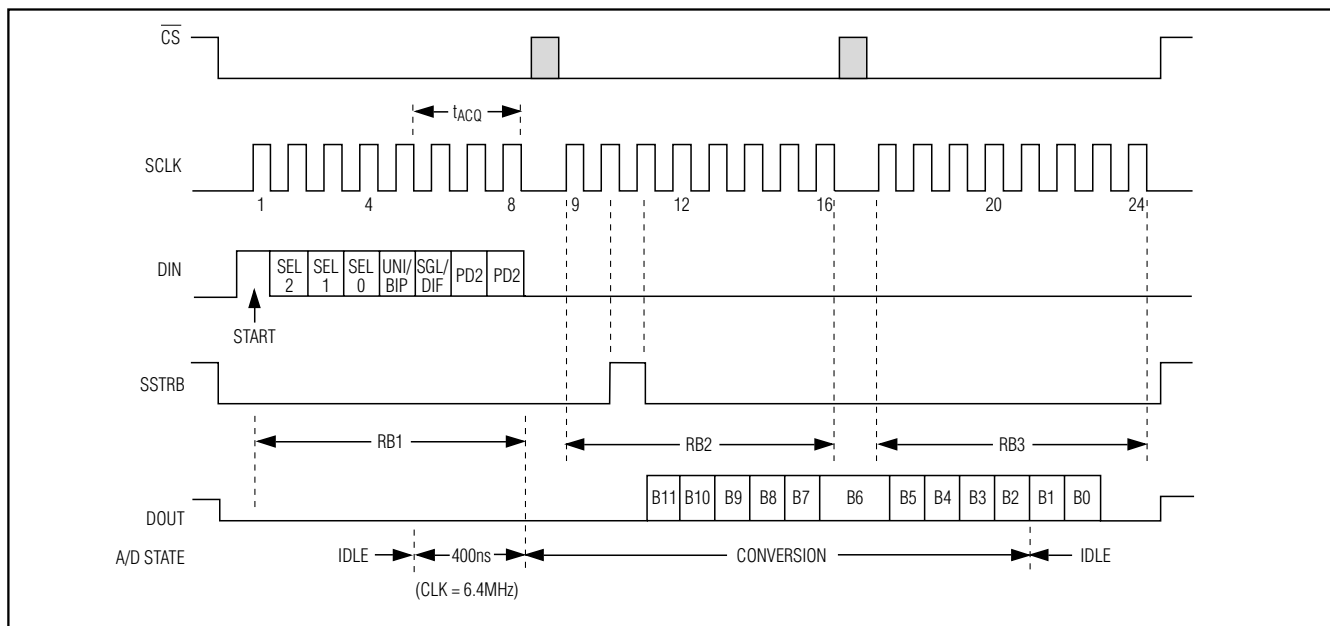 CS
tACQ
SCLK
1 4 8 9 12 16 20 24
DIN
SEL 2 SEL 1 SEL 0 UNI/BIP SGL/DIF PD2 PD2
START
SSTRB
RB1 RB2 RB3
DOUT
B11 B10 B9 B8 B7 B6 B5 B4 B3 B2 B1 B0
A/D STATE IDLE 400ns CONVERSION IDLE
(CLK = 6.4MHz)